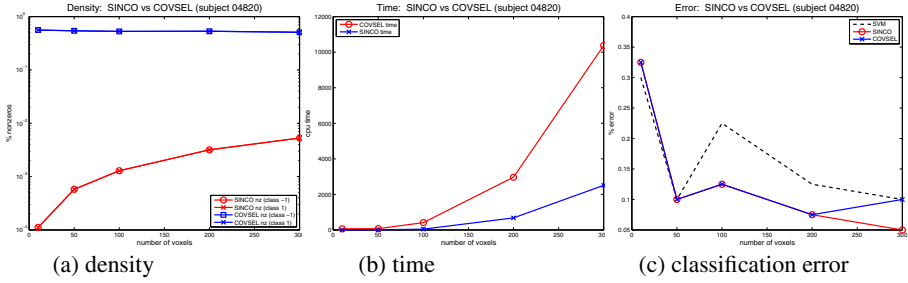 Density: SINCO vs COVSEL (subject 04820)
% nonzeros
10^0
10^-1
10^-2
10^-3
10^-4
0 50 100 150 200 250 300
number of voxels
SINCO nz (class −1)
SINCO nz (class 1)
COVSEL nz (class −1)
COVSEL nz (class 1)
(a) density
Time: SINCO vs COVSEL (subject 04820)
cpu time
12000
10000
8000
6000
4000
2000
0
0 50 100 150 200 250 300
number of voxels
COVSEL time
SINCO time
(b) time
Error: SINCO vs COVSEL (subject 04820)
% error
0.4
0.35
0.3
0.25
0.2
0.15
0.1
0.05
0 50 100 150 200 250 300
number of voxels
SVM
SINCO
COVSEL
(c) classification error